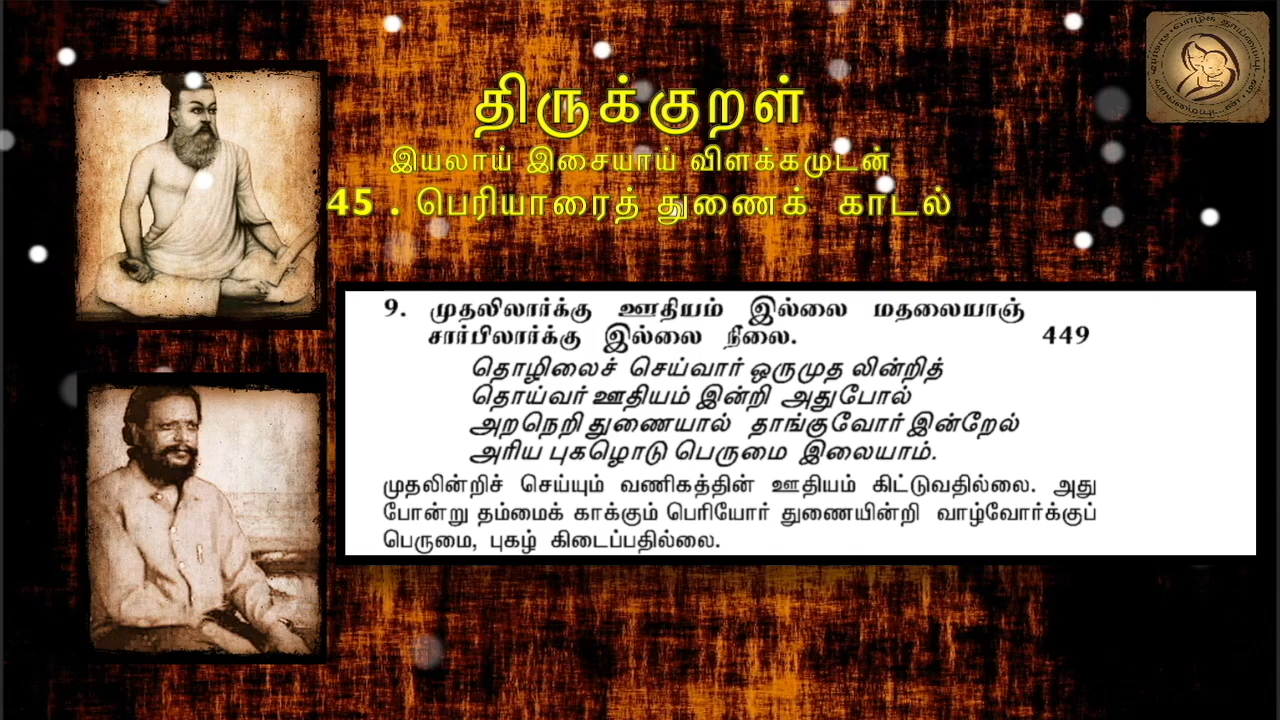 திருக்குறள்
இயலாய் இசையாய் விளக்கமுடன்
45 . பெரியாரைத் துணைக் காடல்
9. முதலிலார்க்கு ஊதியம் இல்லை மதலையாஞ்
சார்பிலார்க்கு இல்லை நிலை. 449
தொழிலைச் செய்வார் ஒருமுத லின்றித்
தொய்வர் ஊதியம் இன்றி அதுபோல்
அறநெறி துணையால் தாங்குவோர் இன்றேல்
அரிய புகழொடு பெருமை இலையாம்.
முதலின்றிச் செய்யும் வணிகத்தின் ஊதியம் கிட்டுவதில்லை. அது
போன்று தம்மைக் காக்கும் பெரியோர் துணையின்றி வாழ்வோர்க்குப்
பெருமை, புகழ் கிடைப்பதில்லை.